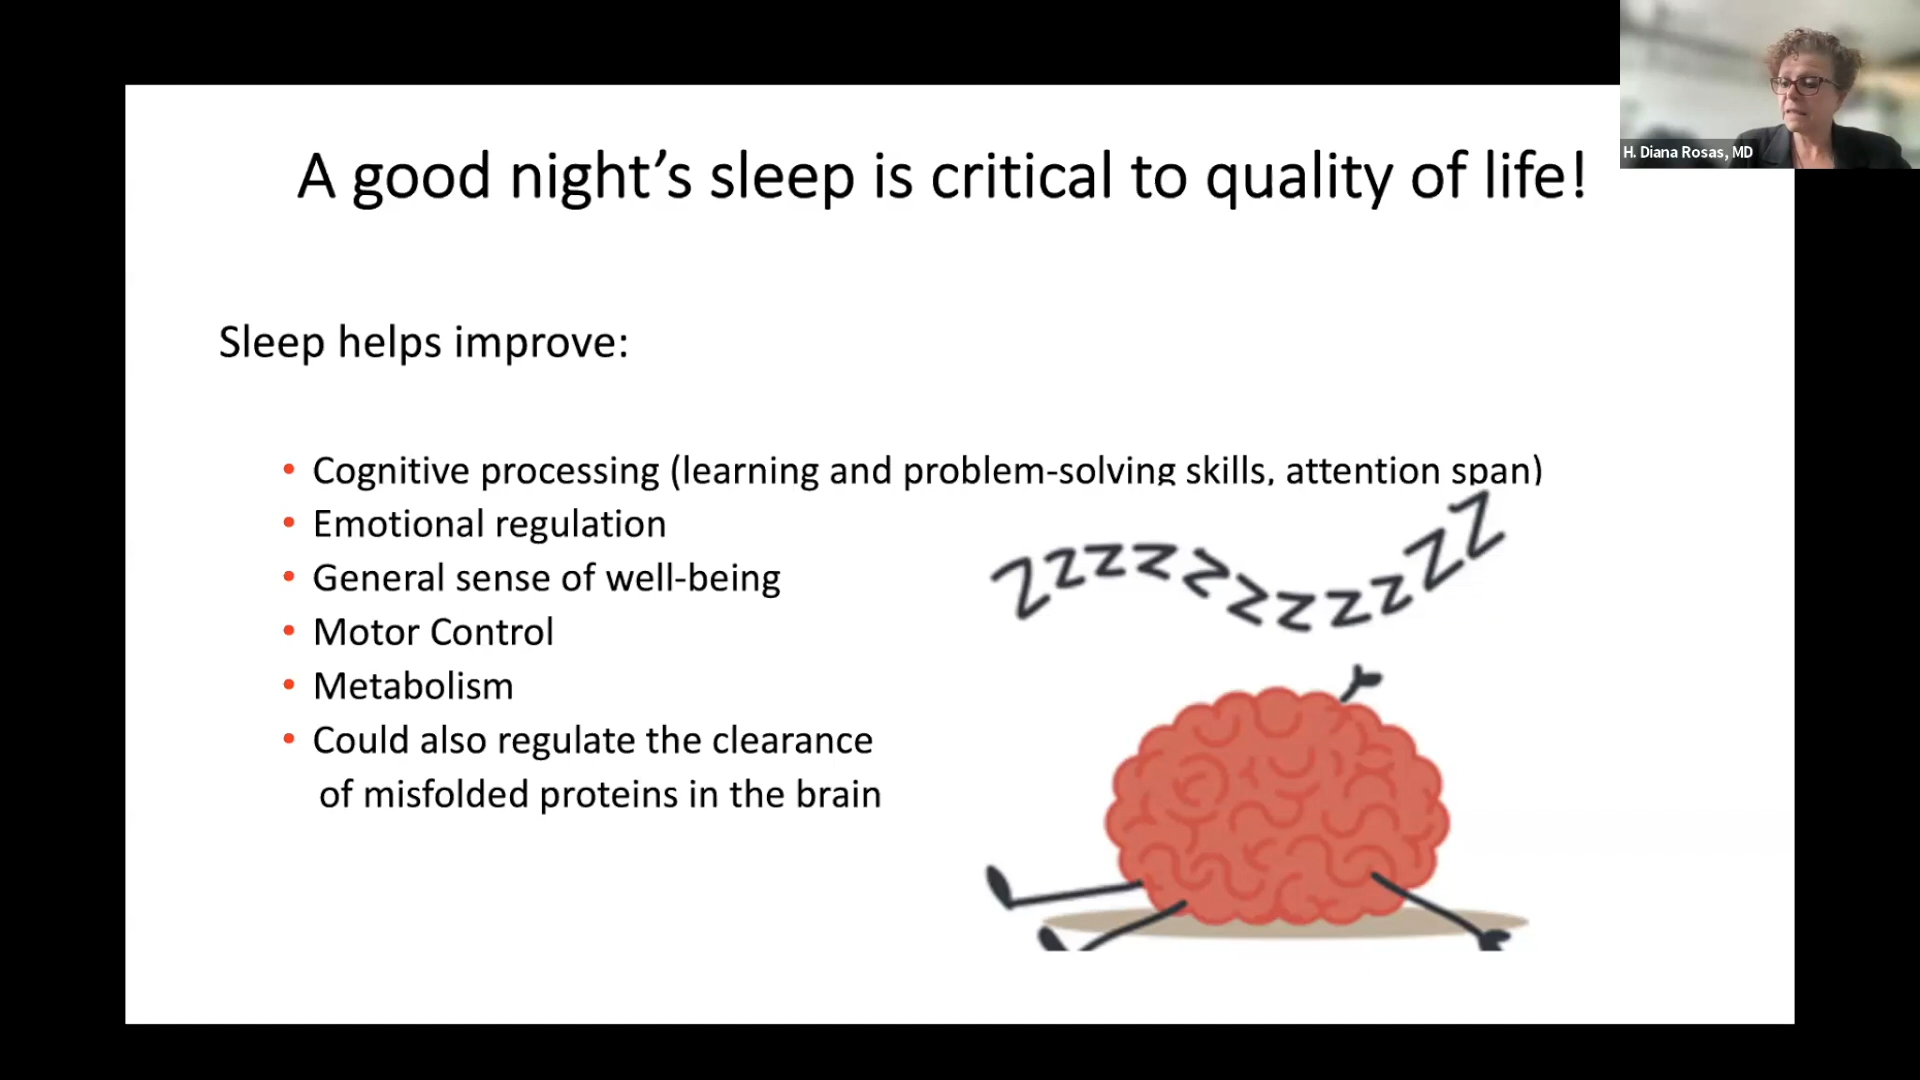 A good night's sleep is critical to quality of life!
H. Diana Rosas, MD
Sleep helps improve:
• Cognitive processing (learning and problem-solving skills, attention span)
• Emotional regulation
• General sense of well-being
• Motor Control
• Metabolism
• Could also regulate the clearance
of misfolded proteins in the brain
zzzzzzzzzzzz